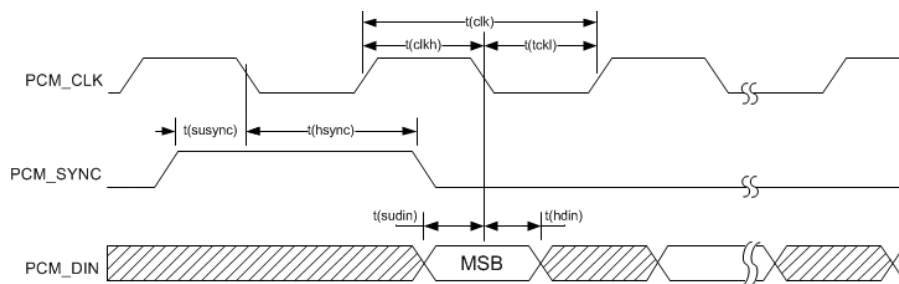 t(clk)
t(clkh)
t(tckl)
PCM_CLK
t(susync)
t(hsync)
PCM_SYNC
t(sudin)
t(hdin)
MSB
PCM_DIN